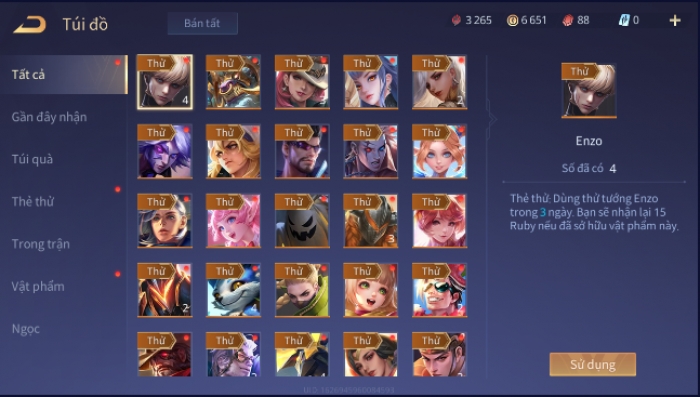 Túi đồ
Bán tất
3 265
6 651
88
0
Tất cả
Gần đây nhận
Túi quà
Thẻ thử
Trong trận
Vật phẩm
Ngọc
Thử Thử Thử Thử Thử
4 2 2
Thử Thử Thử Thử Thử
Thử Thử Thử Thử Thử
3
Thử Thử Thử Thử Thử
2
Thử Thử Thử Thử Thử
Thử
Enzo
Số đã có 4
Thẻ thử: Dùng thử tướng Enzo
trong 3 ngày. Bạn sẽ nhận lại 15
Ruby nếu đã sở hữu vật phẩm này.
Sử dụng